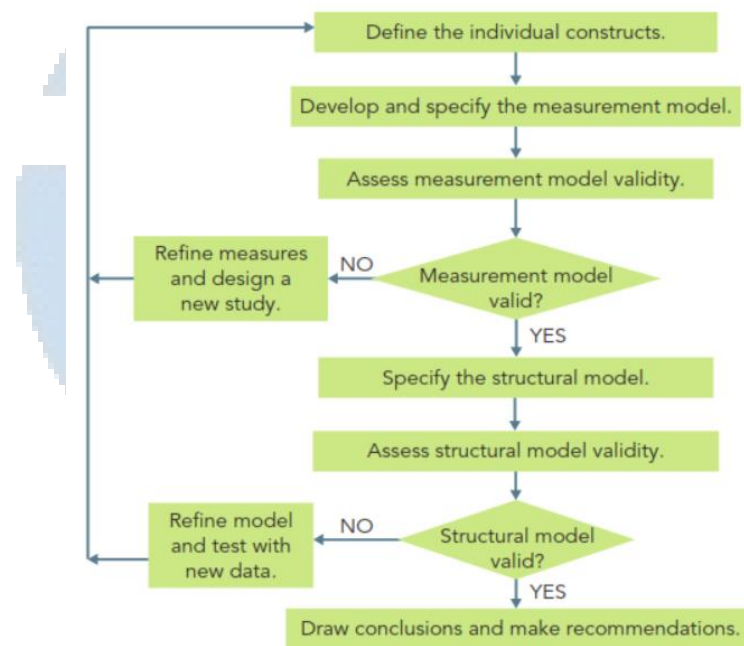 Define the individual constructs.
Develop and specify the measurement model.
Assess measurement model validity.
Refine measures
and design a
new study.
NO
Measurement model
valid?
YES
Specify the structural model.
Assess structural model validity.
Refine model
and test with
new data.
NO
Structural model
valid?
YES
Draw conclusions and make recommendations.